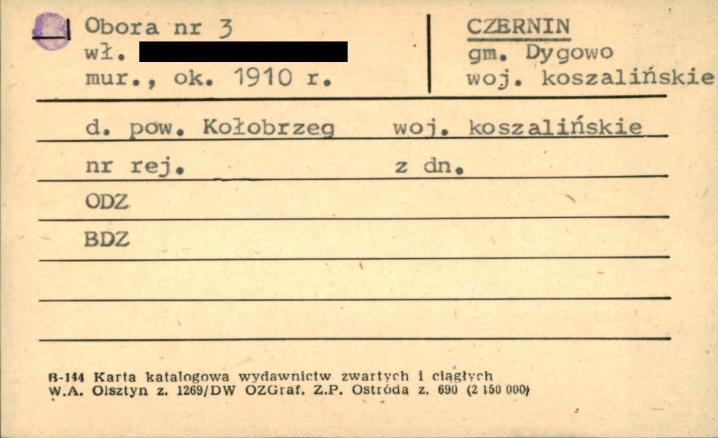 Obora nr 3
wł.
mur., ok. 1910 r.
CZERNIN
gm. Dygowo
woj. koszalińskie
d. pow. Kołobrzeg woj. koszalińskie
nr rej. z dn.
ODZ
BDZ
B-144 Karta katalogowa wydawnictw zwartych i ciągłych
W.A. Olsztyn z. 1269/DW OZGraf. Z.P. Ostróda z. 690 (2 150 000)